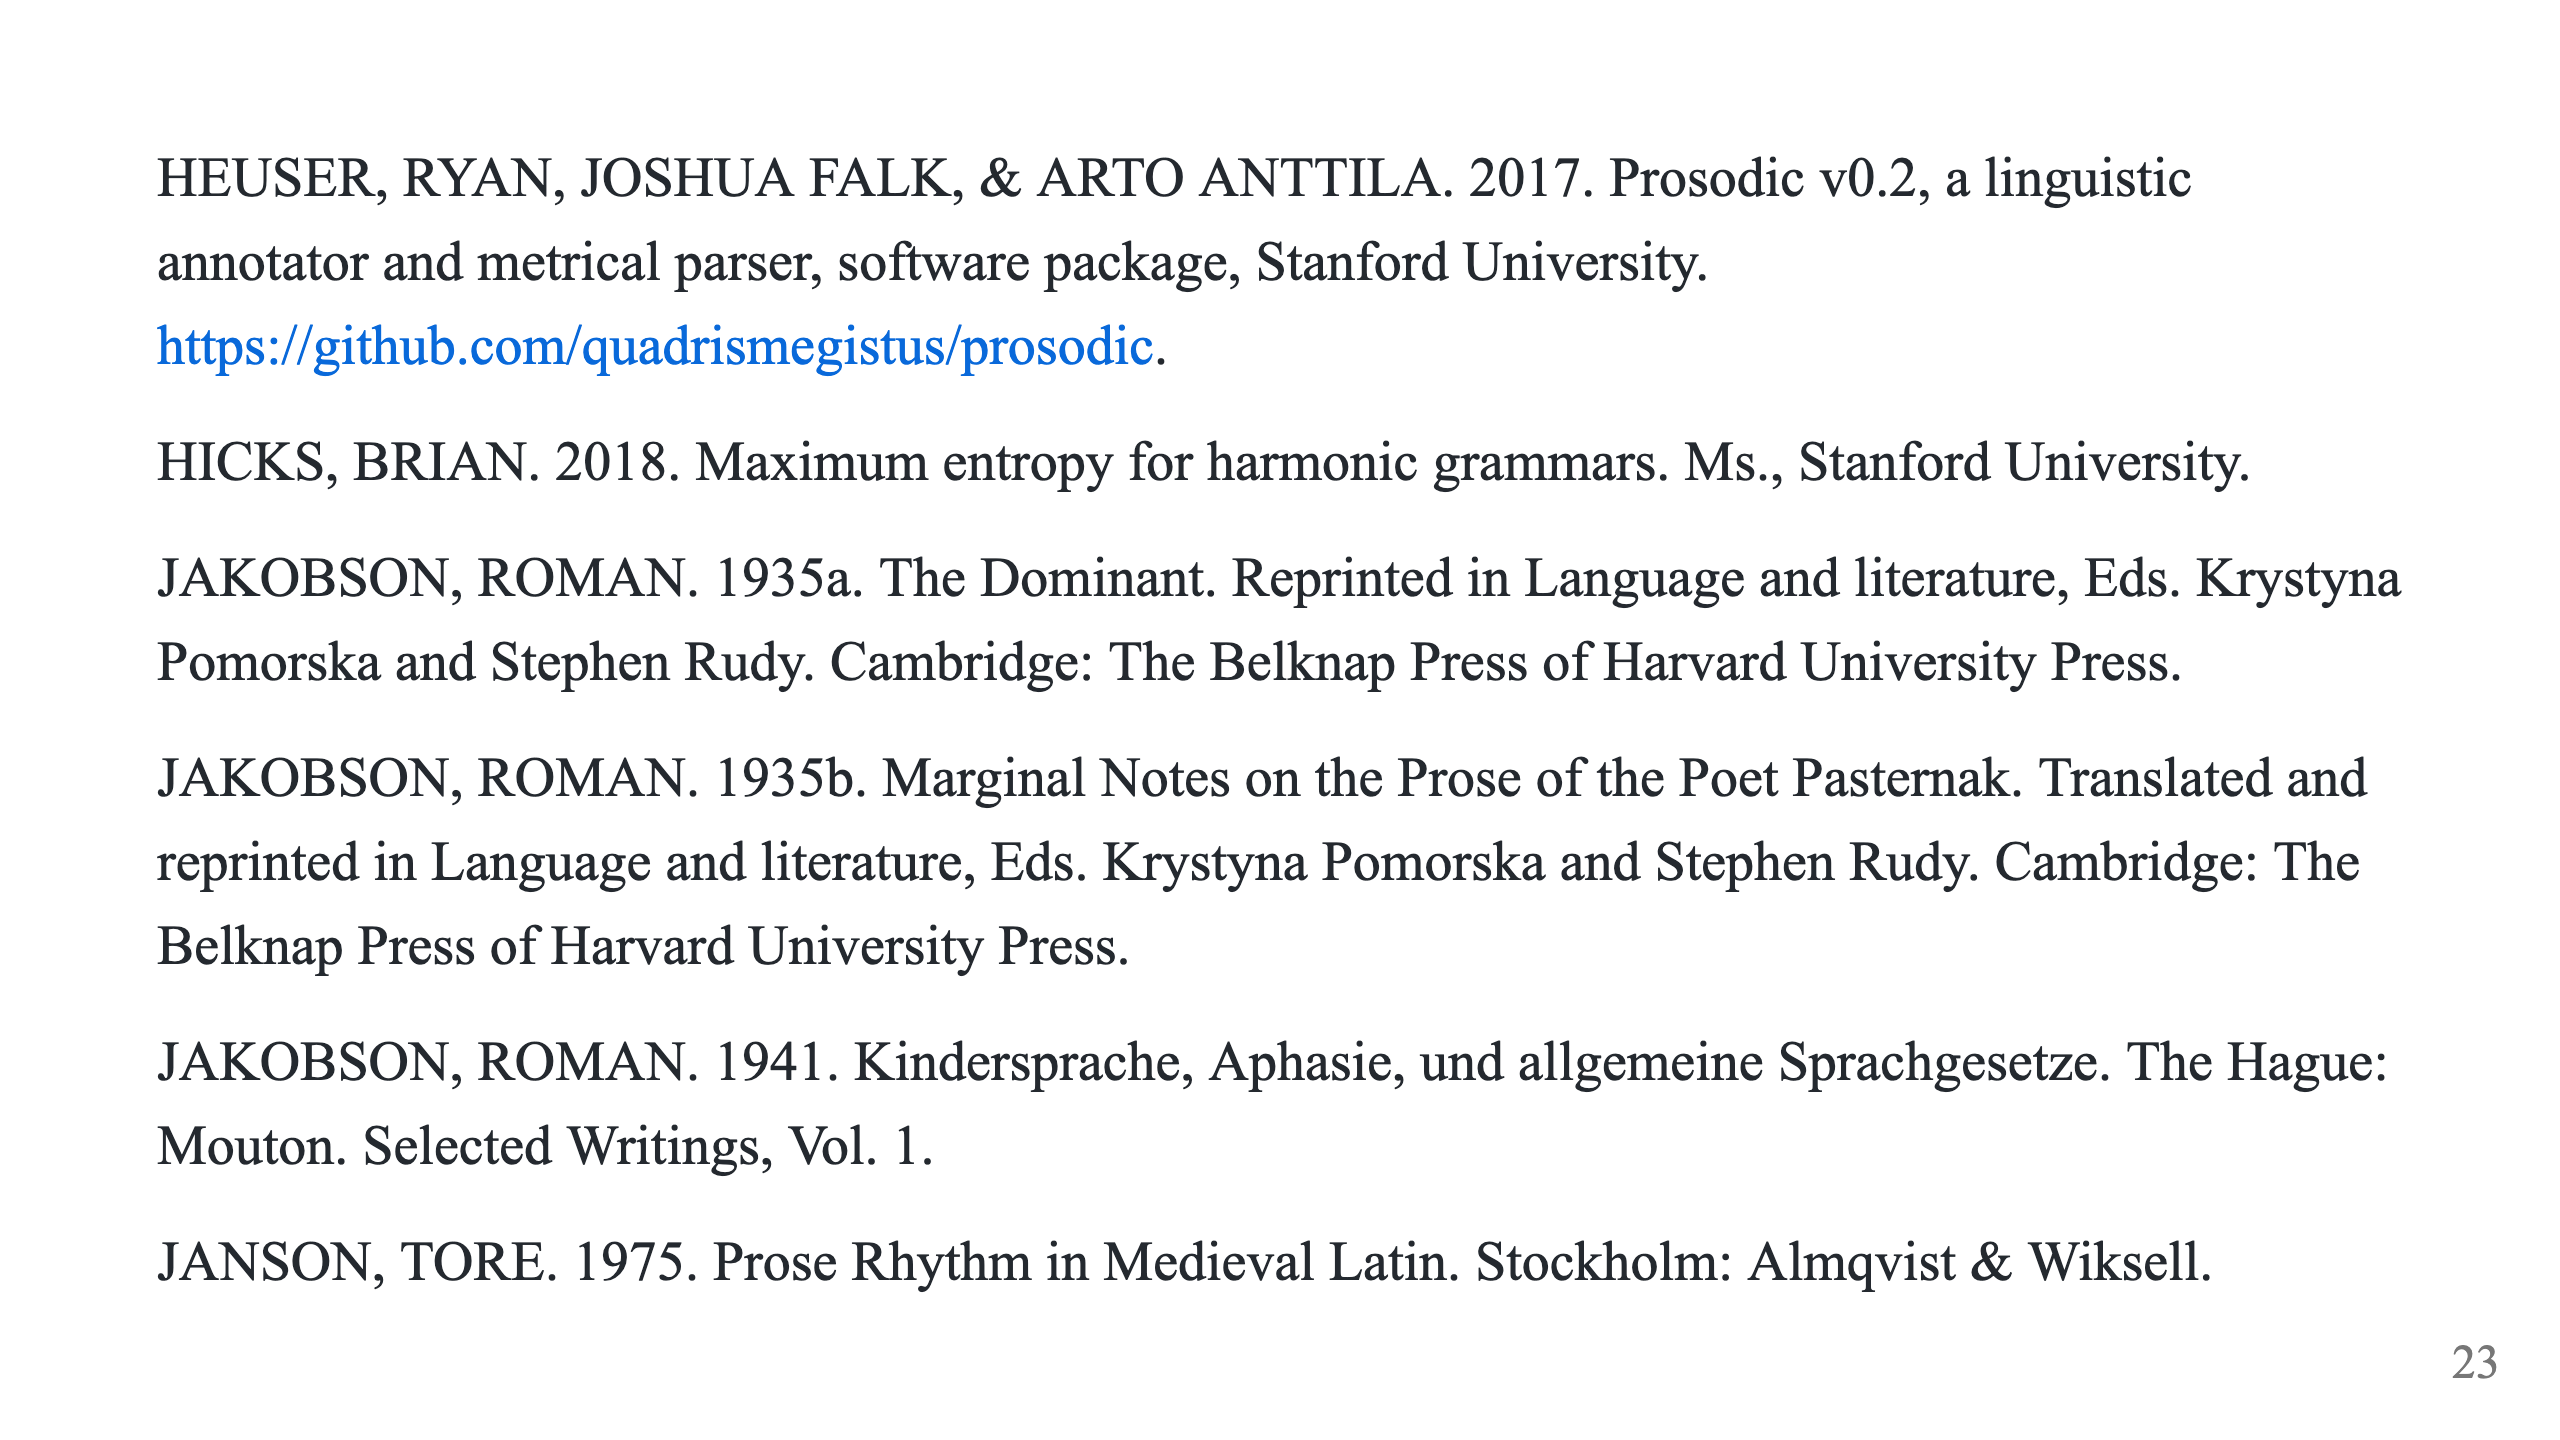 HEUSER, RYAN, JOSHUA FALK, & ARTO ANTTILA. 2017. Prosodic v0.2, a linguistic
annotator and metrical parser, software package, Stanford University.
https://github.com/quadrismegistus/prosodic.
HICKS, BRIAN. 2018. Maximum entropy for harmonic grammars. Ms., Stanford University.
JAKOBSON, ROMAN. 1935a. The Dominant. Reprinted in Language and literature, Eds. Krystyna
Pomorska and Stephen Rudy. Cambridge: The Belknap Press of Harvard University Press.
JAKOBSON, ROMAN. 1935b. Marginal Notes on the Prose of the Poet Pasternak. Translated and
reprinted in Language and literature, Eds. Krystyna Pomorska and Stephen Rudy. Cambridge: The
Belknap Press of Harvard University Press.
JAKOBSON, ROMAN. 1941. Kindersprache, Aphasie, und allgemeine Sprachgesetze. The Hague:
Mouton. Selected Writings, Vol. 1.
JANSON, TORE. 1975. Prose Rhythm in Medieval Latin. Stockholm: Almqvist & Wiksell.
23